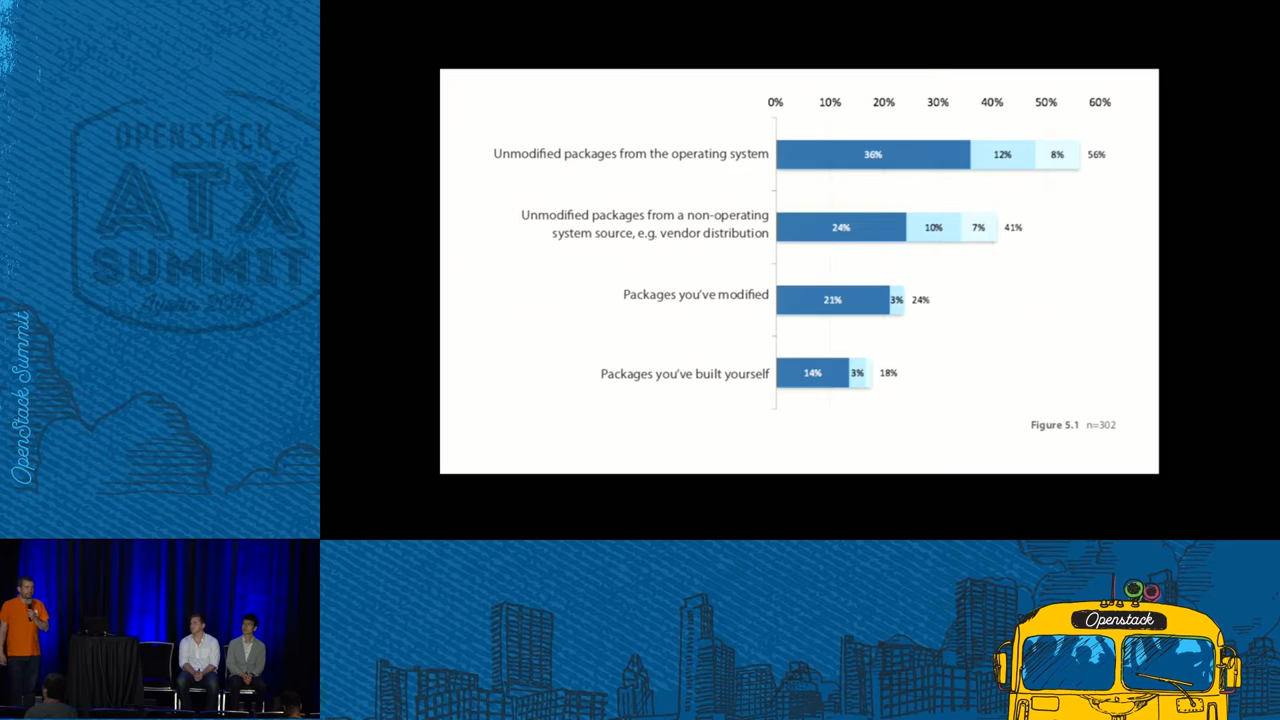 OPENSTACK
ATX
SUMMIT
Austin
OpenStack Summit
0% 10% 20% 30% 40% 50% 60%
Unmodified packages from the operating system
36% 12% 8% 56%
Unmodified packages from a non-operating
system source, e.g. vendor distribution
24% 10% 7% 41%
Packages you've modified
21% 3% 24%
Packages you've built yourself
14% 3% 18%
Figure 5.1 n=302
Openstack